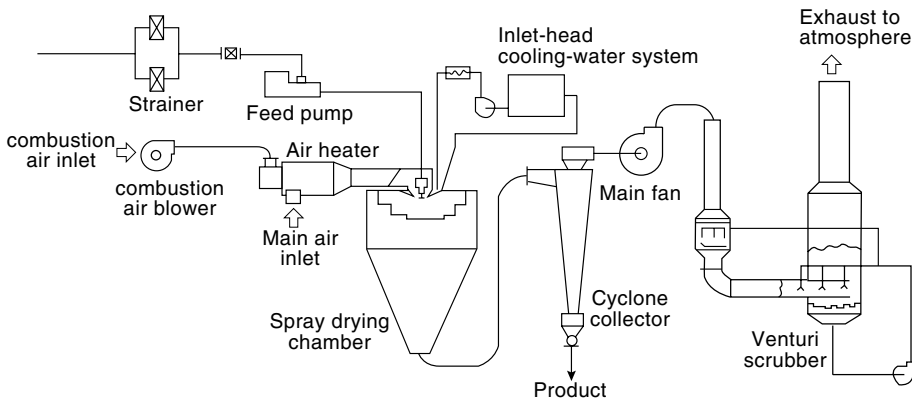 Exhaust to
atmosphere
Inlet-head
cooling-water system
Strainer
Feed pump
combustion
air inlet
Air heater
combustion
air blower
Main fan
Main air
inlet
Spray drying
chamber
Cyclone
collector
Venturi
scrubber
Product